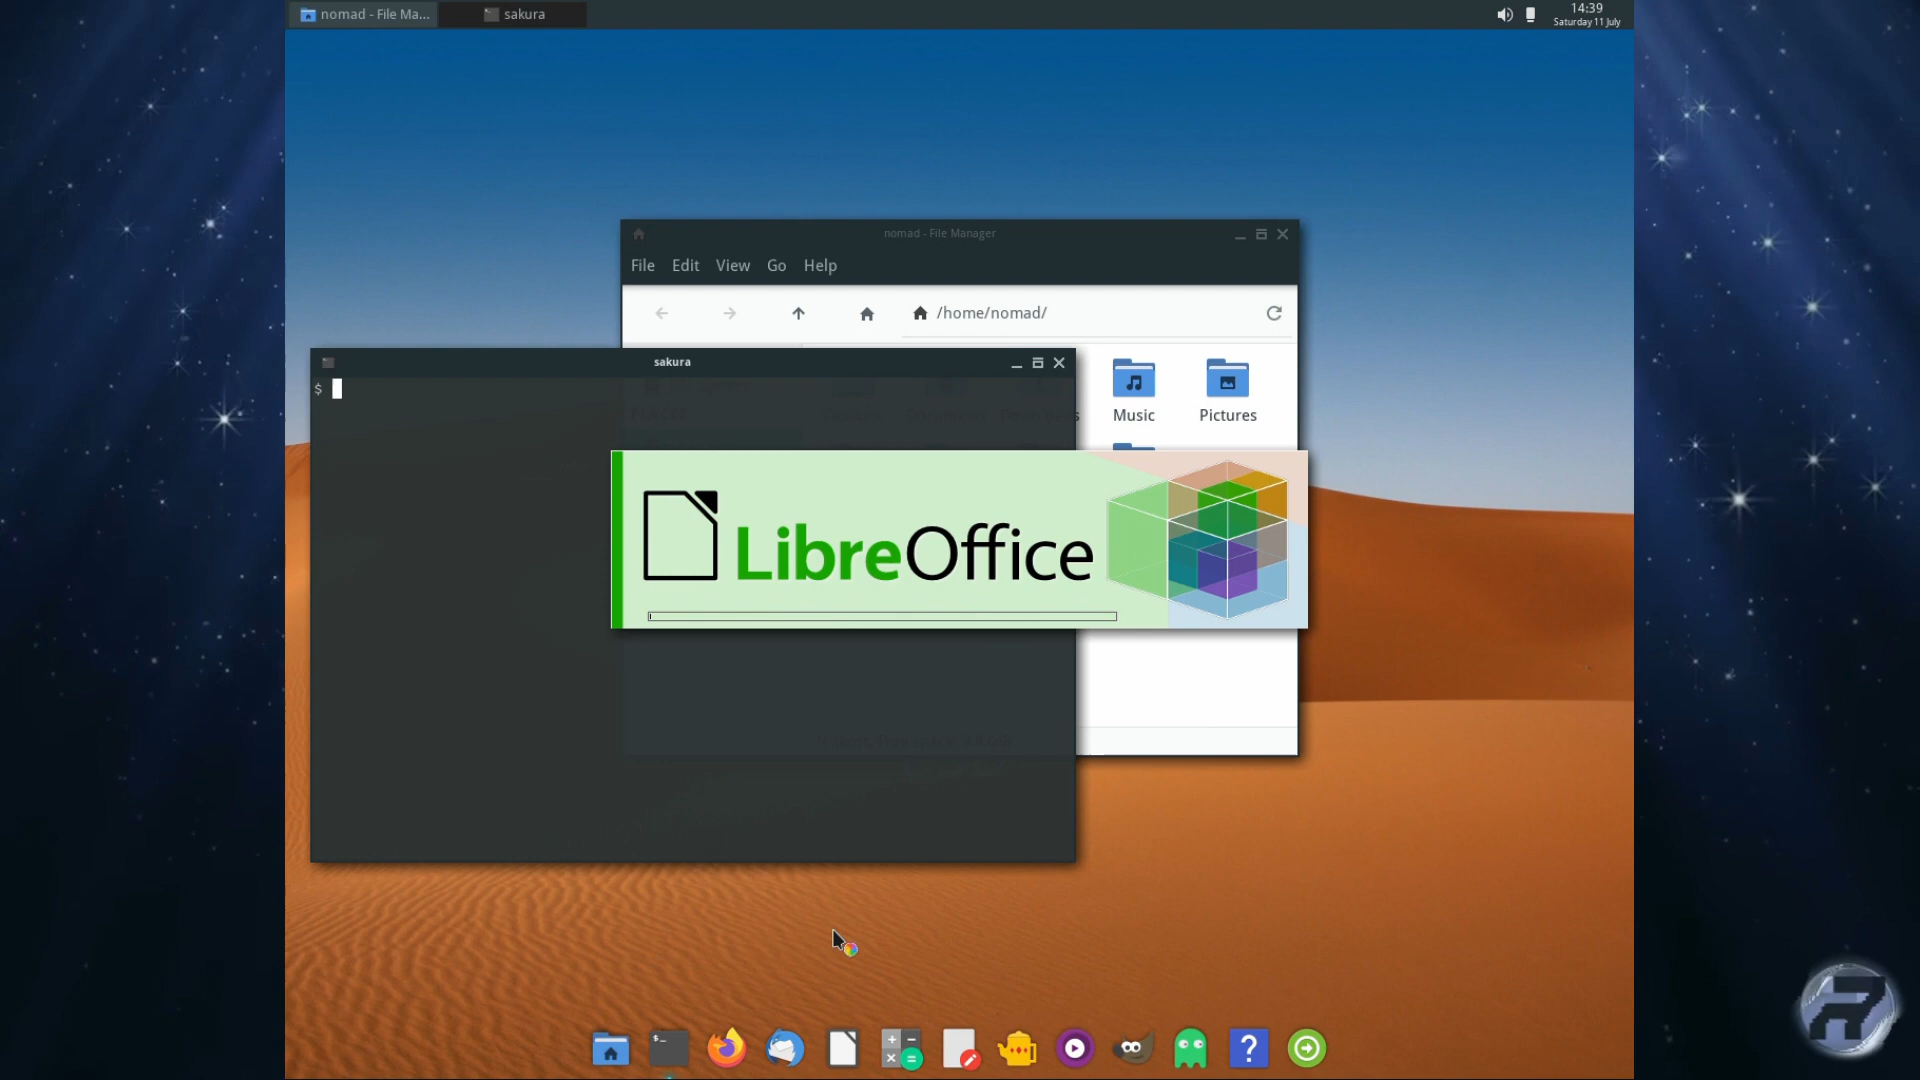 nomad - File Ma...
sakura
14:39
Saturday 11 July
nomad - File Manager
File Edit View Go Help
/home/nomad/
sakura
$
Music
Pictures
LibreOffice
$_
?